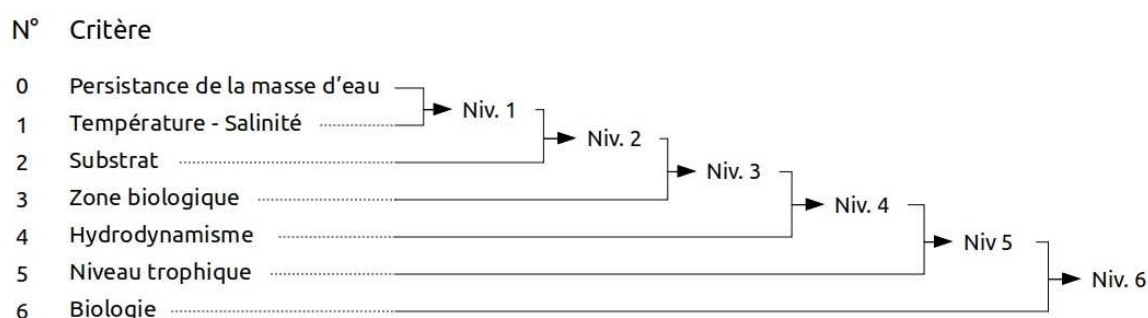 N° Critère
0 Persistance de la masse d'eau
Niv. 1
1 Température - Salinité
Niv. 2
2 Substrat
Niv. 3
3 Zone biologique
Niv. 4
4 Hydrodynamisme
Niv 5
5 Niveau trophique
Niv. 6
6 Biologie